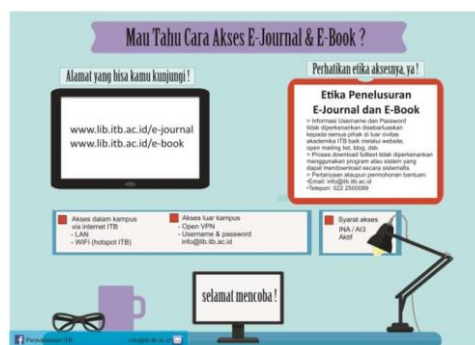 Mau Tahu Cara Akses E-Journal & E-Book ?
Alamat yang bisa kamu kunjungi !
www.lib.itb.ac.id/e-journal
www.lib.itb.ac.id/e-book
Perhatikan etika aksesnya, ya !
Etika Penelusuran
E-Journal dan E-Book
> Informasi Username dan Password
tidak diperkenankan disebarluaskan
kepada semua pihak di luar civitas
akademika ITB baik melalui website,
open mailing list, blog, dsb.
> Proses download fulltext tidak diperkenankan
menggunakan program atau sistem yang
dapat mendownload secara sistematis
> Pertanyaan ataupun permohonan bantuan:
•Email: info@lib.itb.ac.id
•Telepon: 022 2500089
Akses dalam kampus
via internet ITB
- LAN
- WIFI (hotspot ITB)
Akses luar kampus
- Open VPN
- Username & password
info@lib.itb.ac.id
Syarat akses
INA / AI3
Aktif
selamat mencoba !
Perpustakaan ITB
info@lib.itb.ac.id